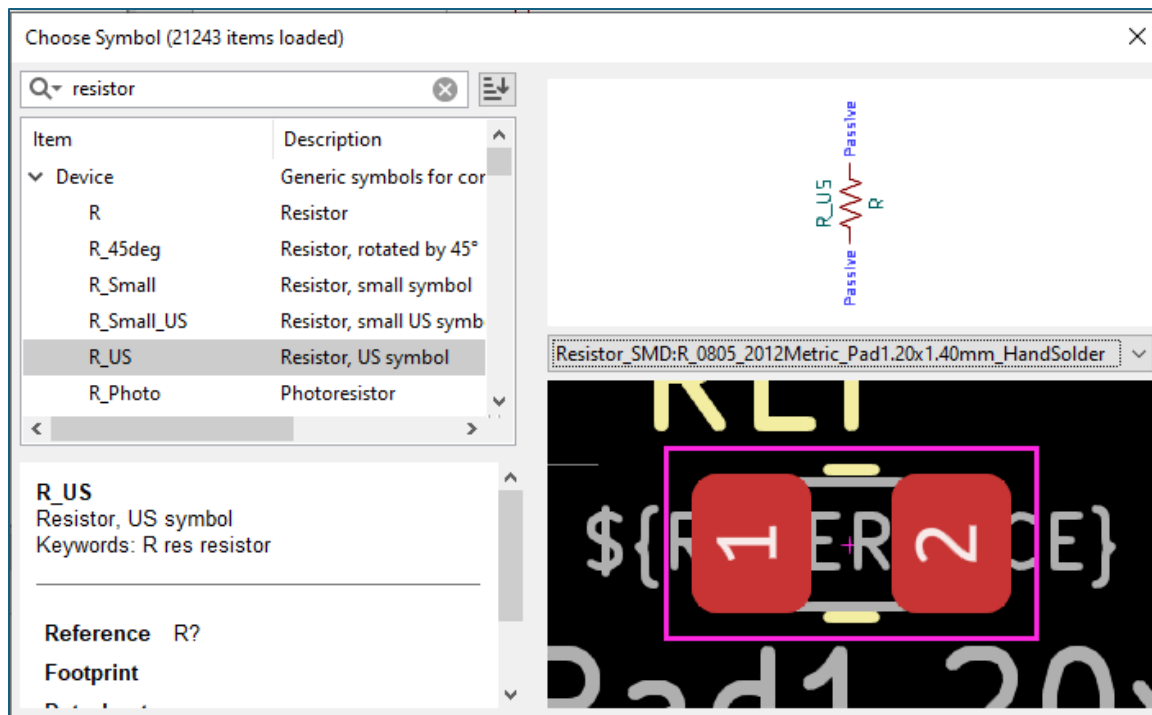 Choose Symbol (21243 items loaded)
resistor
Item Description
Device Generic symbols for cor
R Resistor
R_45deg Resistor, rotated by 45°
R_Small Resistor, small symbol
R_Small_US Resistor, small US symb
R_US Resistor, US symbol
R_Photo Photoresistor
R_US
Resistor, US symbol
Keywords: R res resistor
Reference R?
Footprint
Passive
R_US
R
Passive
Resistor_SMD:R_0805_2012Metric_Pad1.20x1.40mm_HandSolder
1
2
Pad1.20x